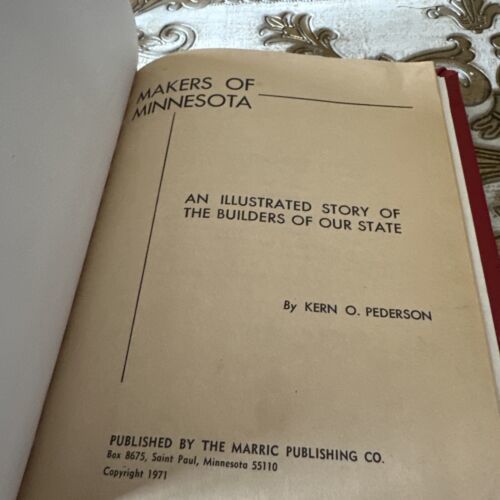 MAKERS OF
MINNESOTA
AN ILLUSTRATED STORY OF
THE BUILDERS OF OUR STATE
By KERN O. PEDERSON
PUBLISHED BY THE MARRIC PUBLISHING CO.
Box 8675, Saint Paul, Minnesota 55110
Copyright 1971